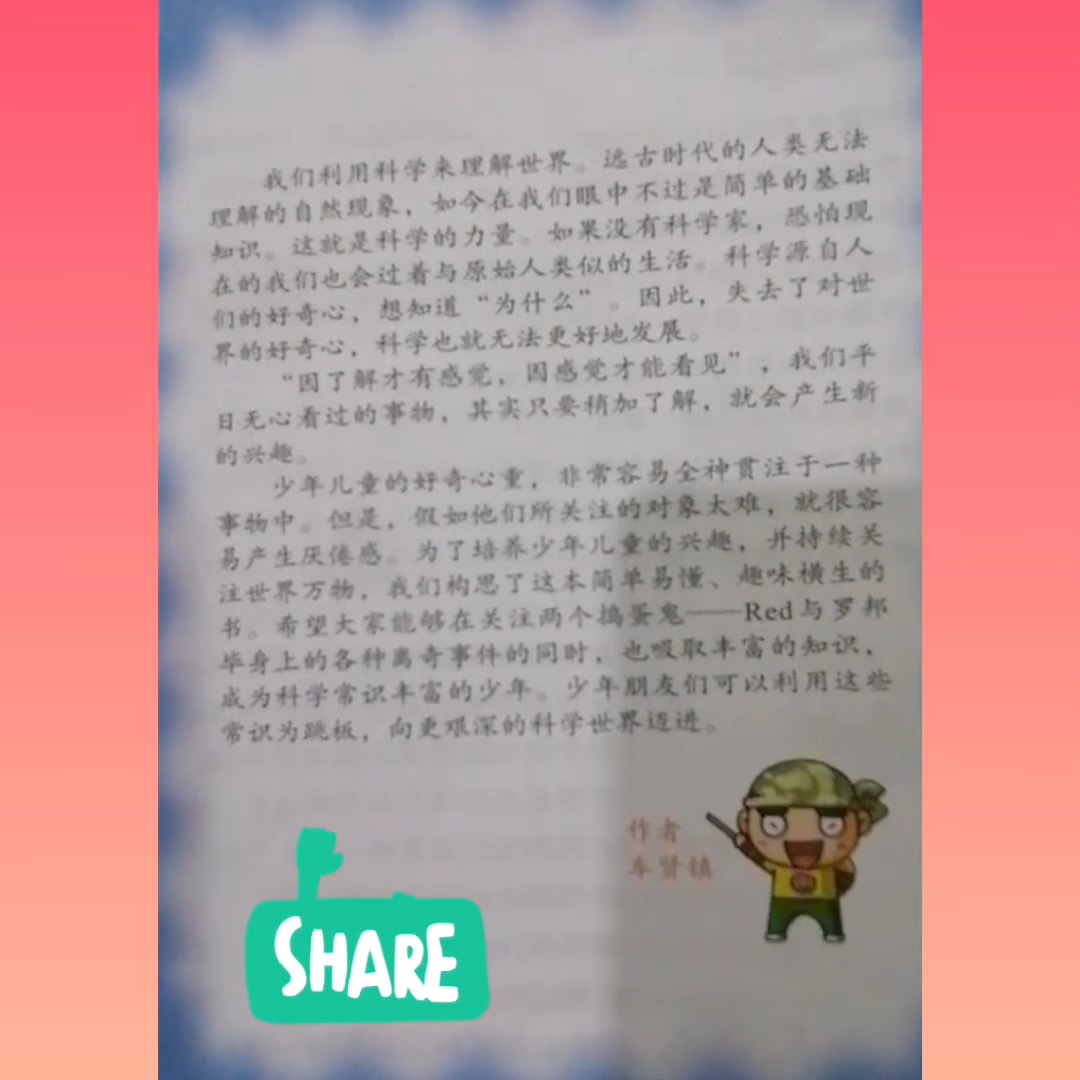 我们利用科学来理解世界。远古时代的人类无法
理解的自然现象，如今在我们眼中不过是简单的基础
知识。这就是科学的力量。如果没有科学家，恐怕现
在的我们也会过着与原始人类似的生活。科学源自人
们的好奇心，想知道“为什么”。因此，失去了对世
界的好奇心，科学也就无法更好地发展。
“因了解才有感觉，因感觉才能看见”，我们平
日无心看过的事物，其实只要稍加了解，就会产生新
的兴趣。
少年儿童的好奇心重，非常容易全神贯注于一种
事物中。但是，假如他们所关注的对象太难，就很容
易产生厌倦感。为了培养少年儿童的兴趣，并持续关
注世界万物，我们构思了这本简单易懂、趣味横生的
书。希望大家能够在关注两个捣蛋鬼——Red与罗邦
毕身上的各种离奇事件的同时，也吸取丰富的知识，
成为科学常识丰富的少年。少年朋友们可以利用这些
常识为跳板，向更艰深的科学世界迈进。
作者
车贤镇
SHARE